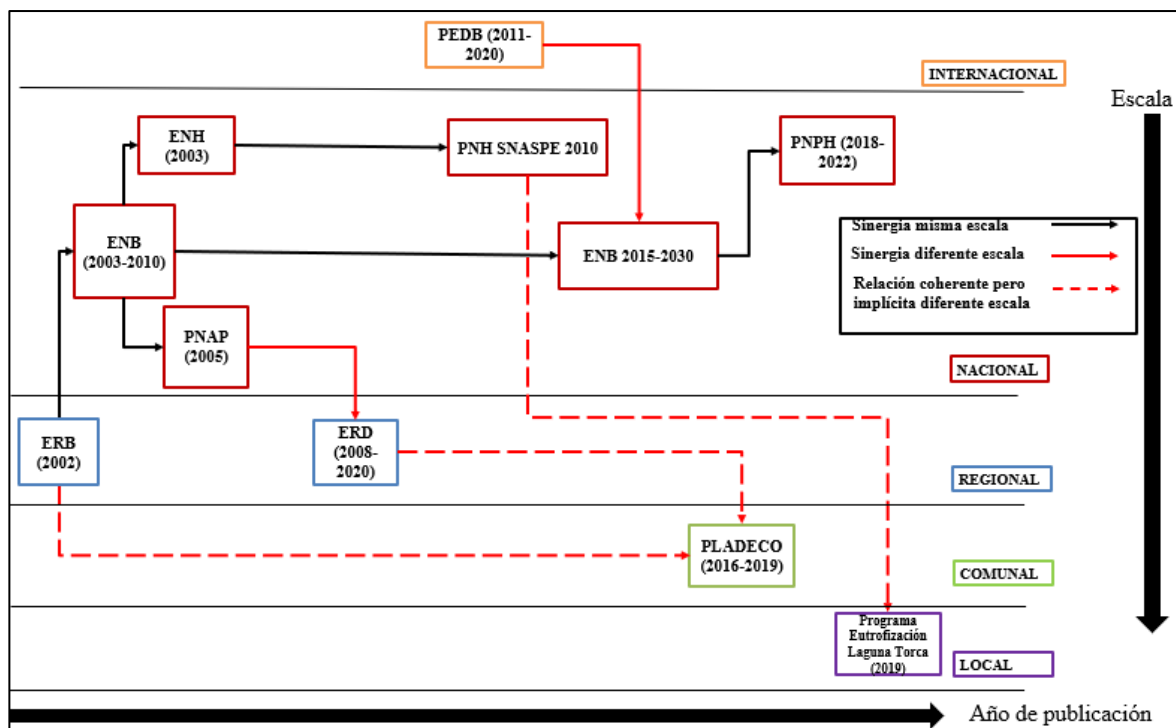 PEDB (2011-
2020)
INTERNACIONAL
Escala
ENH
(2003)
PNH SNASPE 2010
PNPH (2018-
2022)
ENB
(2003-2010)
ENB 2015-2030
Sinergia misma escala
Sinergia diferente escala
Relación coherente pero
implícita diferente escala
PNAP
(2005)
NACIONAL
ERB
(2002)
ERD
(2008-
2020)
REGIONAL
PLADECO
(2016-2019)
COMUNAL
Programa
Eutrofización
Laguna Torca
(2019)
LOCAL
Año de publicación